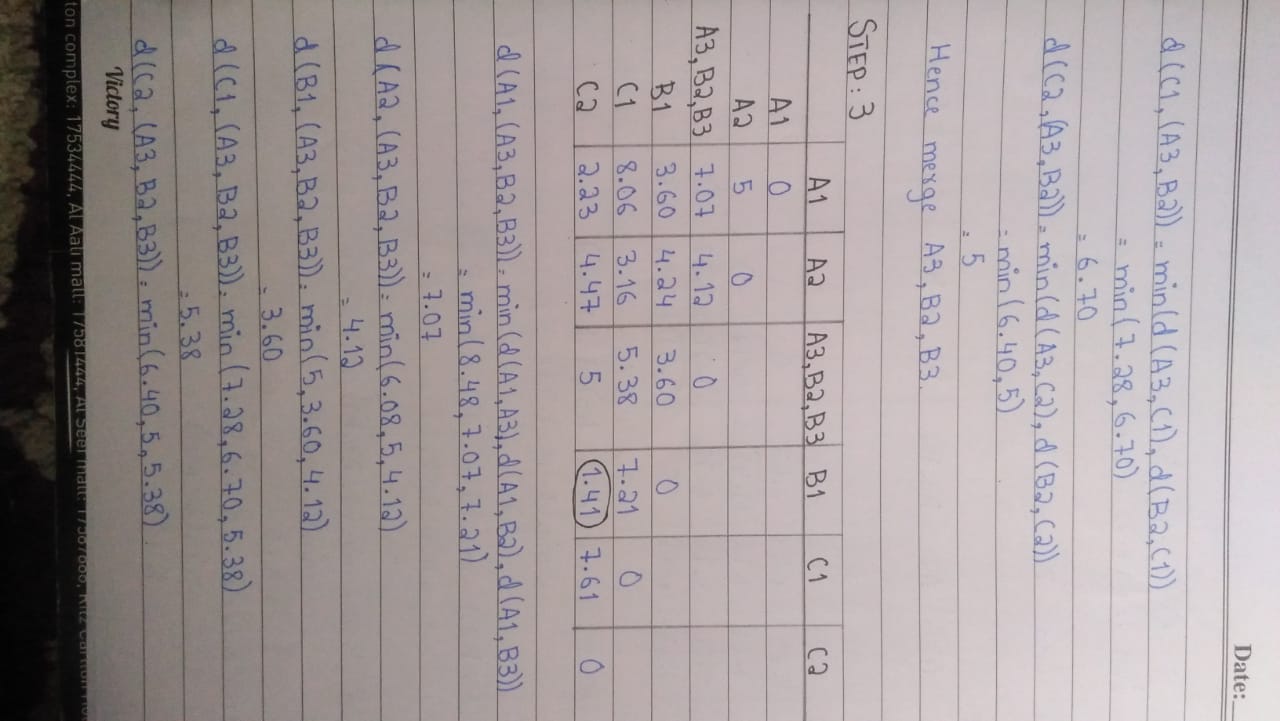 Date:
d(C1, (A3, B2)) = min(d(A3, C1), d(B2, C1))
= min(7.28, 6.70)
= 6.70
d(C2, (A3, B2)) = min(d(A3, C2), d(B2, C2))
= min(6.40, 5)
= 5
Hence merge A3, B2, B3.
STEP: 3
A1 A2 A3, B2, B3 B1 C1 C2
A1 0
A2 5 0
A3, B2, B3 7.07 4.12 0
B1 3.60 4.24 3.60 0
C1 8.06 3.16 5.38 7.21 0
C2 2.23 4.47 5 1.41 7.61 0
d(A1, (A3, B2, B3)) = min(d(A1, A3), d(A1, B2), d(A1, B3))
= min(8.48, 7.07, 7.21)
= 7.07
d(A2, (A3, B2, B3)) = min(6.08, 5, 4.12)
= 4.12
d(B1, (A3, B2, B3)) = min(5, 3.60, 4.12)
= 3.60
d(C1, (A3, B2, B3)) = min(7.28, 6.70, 5.38)
= 5.38
d(C2, (A3, B2, B3)) = min(6.40, 5, 5.38)
Victory
ton complex: 17534444, Al Aali mall: 17581444, Al Seef mall: